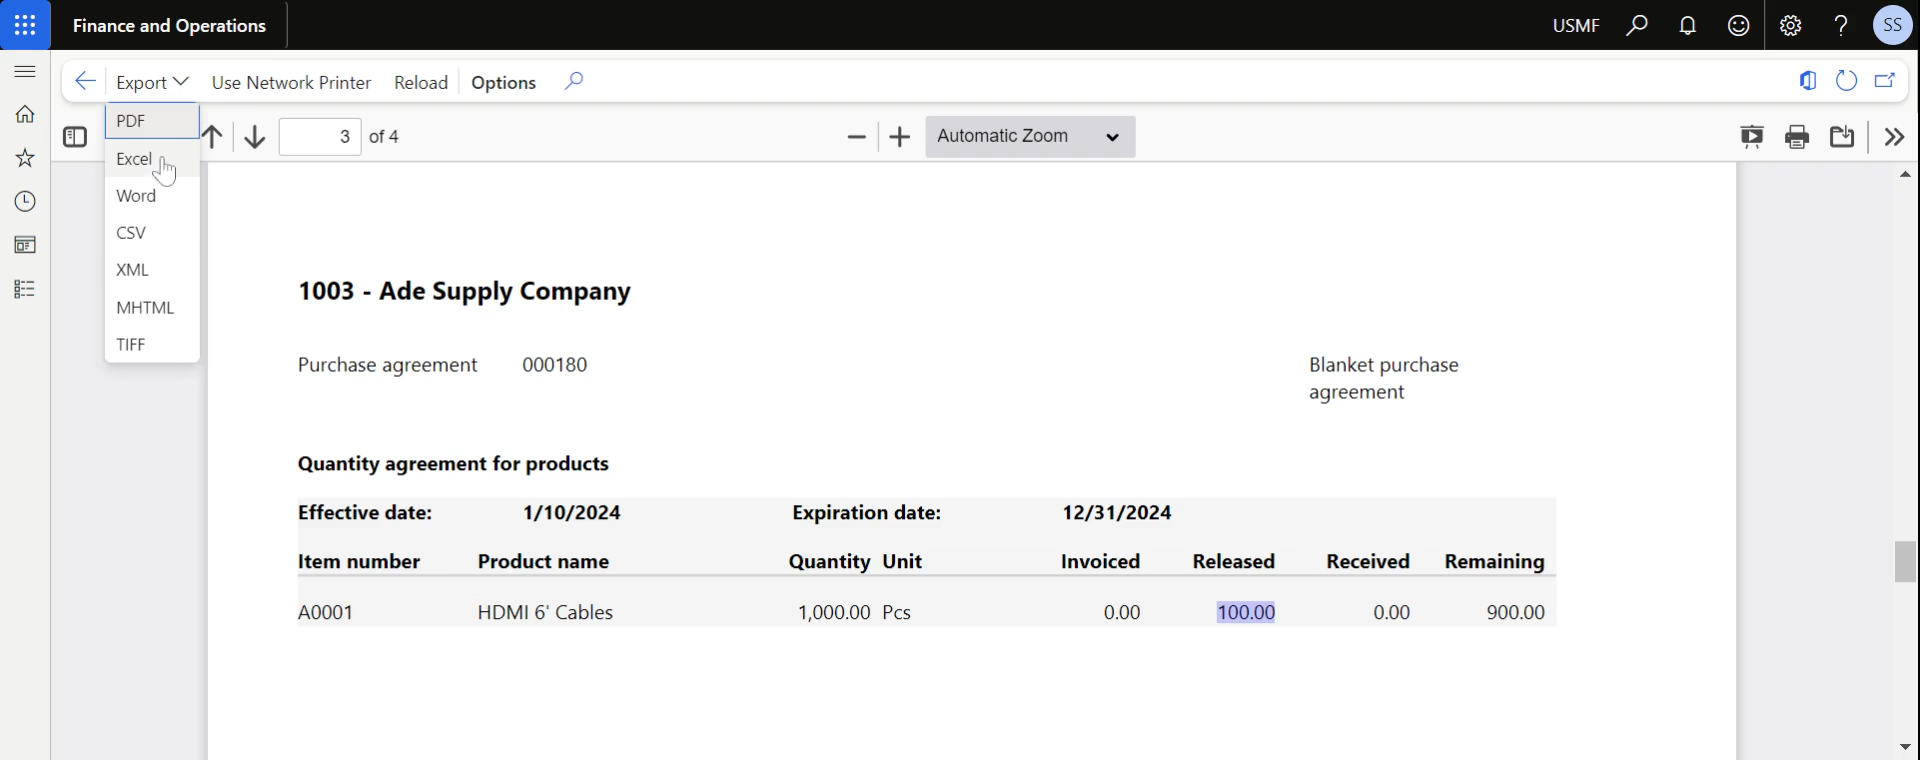 Finance and Operations USMF ? SS
Export Use Network Printer Reload Options
PDF
Excel
Word
CSV
XML
MHTML
TIFF
3 of 4 Automatic Zoom
1003 - Ade Supply Company
Purchase agreement 000180 Blanket purchase
agreement
Quantity agreement for products
Effective date: 1/10/2024 Expiration date: 12/31/2024
Item number Product name Quantity Unit Invoiced Released Received Remaining
A0001 HDMI 6' Cables 1,000.00 Pcs 0.00 100.00 0.00 900.00